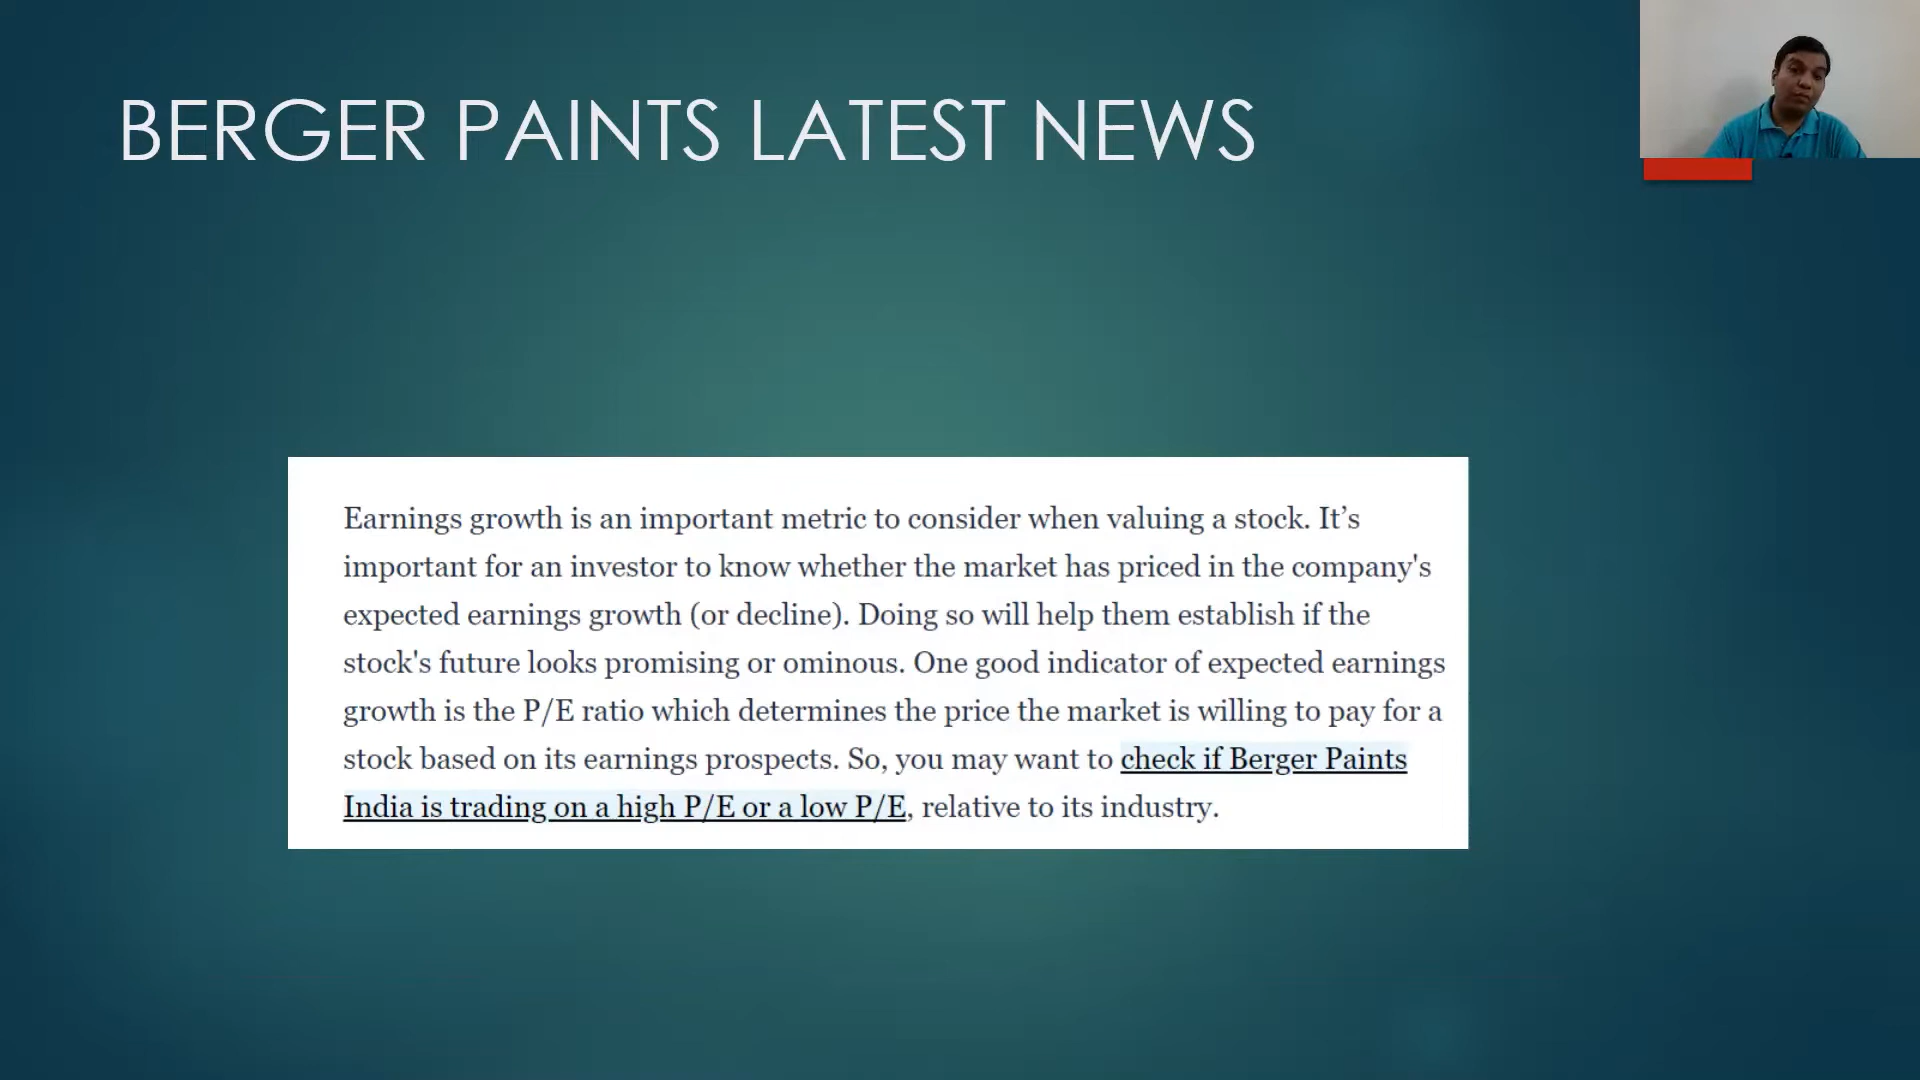 BERGER PAINTS LATEST NEWS
Earnings growth is an important metric to consider when valuing a stock. It’s
important for an investor to know whether the market has priced in the company's
expected earnings growth (or decline). Doing so will help them establish if the
stock's future looks promising or ominous. One good indicator of expected earnings
growth is the P/E ratio which determines the price the market is willing to pay for a
stock based on its earnings prospects. So, you may want to check if Berger Paints
India is trading on a high P/E or a low P/E, relative to its industry.